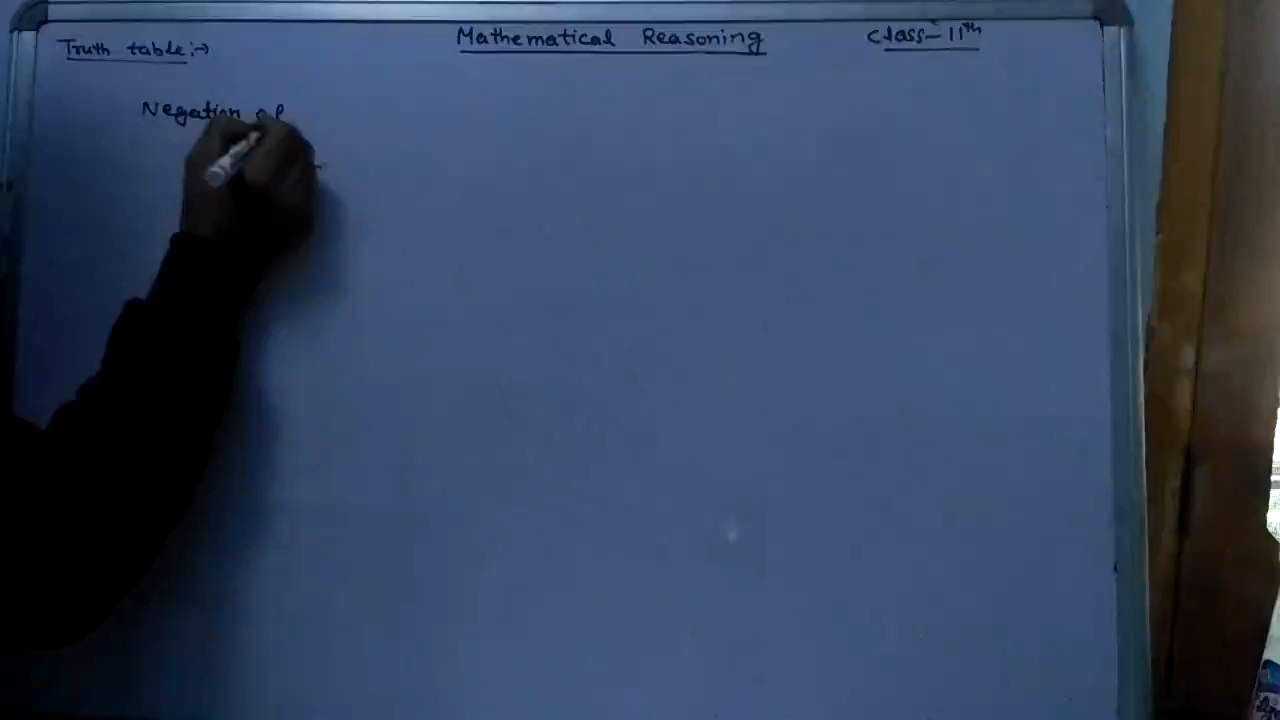 Mathematical Reasoning
Class-11th
Truth table:→
Negation of